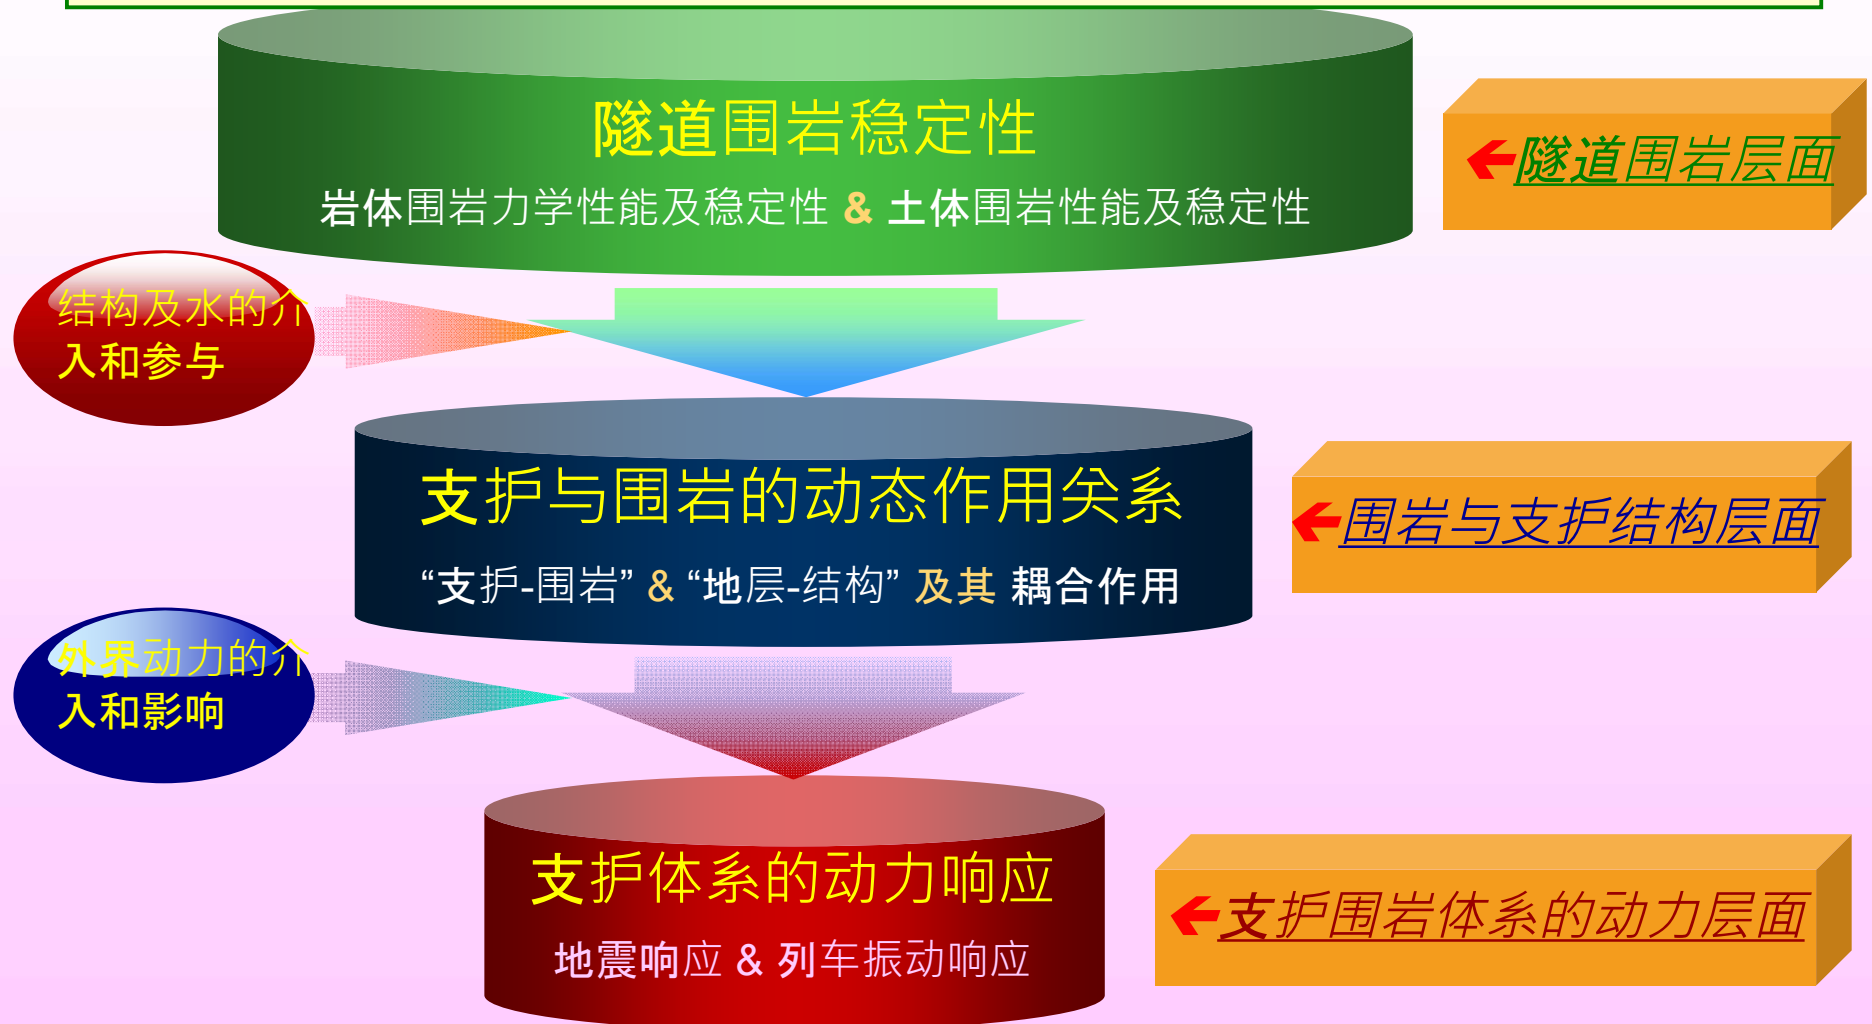 隧道围岩稳定性
岩体围岩力学性能及稳定性 & 土体围岩性能及稳定性
←隧道围岩层面
结构及水的介
入和参与
支护与围岩的动态作用关系
“支护-围岩” & “地层-结构” 及其 耦合作用
←围岩与支护结构层面
外界动力的介
入和影响
支护体系的动力响应
地震响应 & 列车振动响应
←支护围岩体系的动力层面